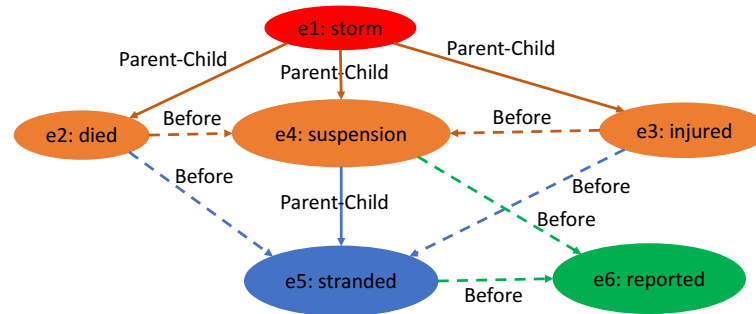 e1: storm
Parent-Child
Parent-Child
Parent-Child
e2: died
Before
e4: suspension
Before
e3: injured
Before
Parent-Child
Before
Before
e5: stranded
Before
e6: reported